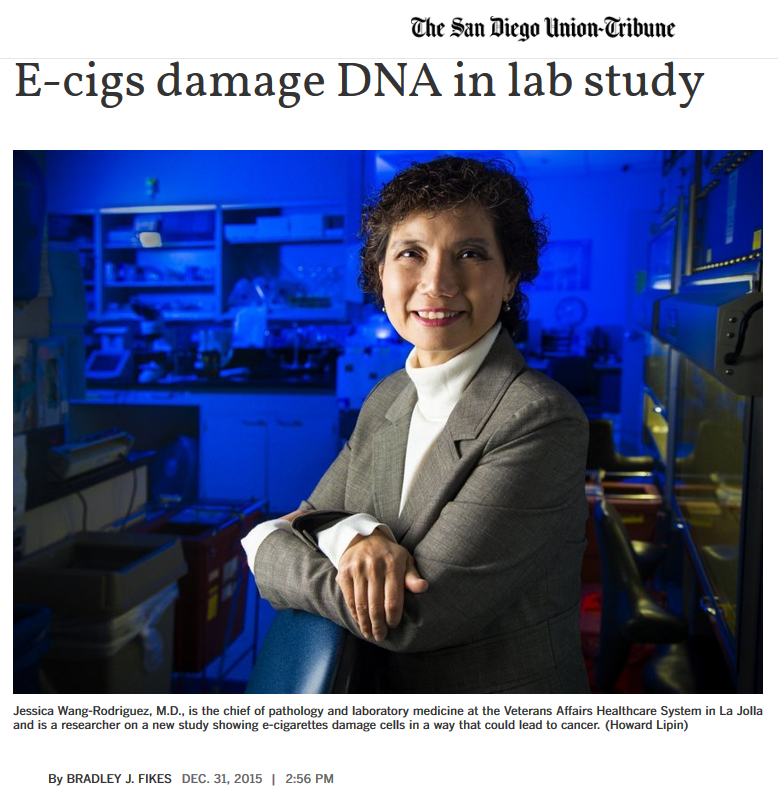 The San Diego Union-Tribune
E-cigs damage DNA in lab study
Jessica Wang-Rodriguez, M.D., is the chief of pathology and laboratory medicine at the Veterans Affairs Healthcare System in La Jolla
and is a researcher on a new study showing e-cigarettes damage cells in a way that could lead to cancer. (Howard Lipin)
By BRADLEY J. FIKES DEC. 31, 2015 | 2:56 PM